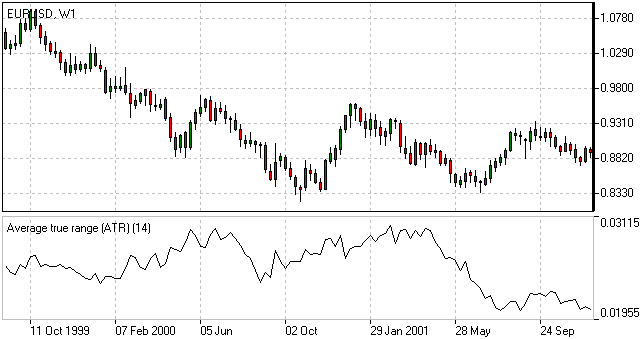 EURUSD, W1
1.0780
1.0290
0.9800
0.9310
0.8820
0.8330
Average true range (ATR) (14)
0.03115
0.01955
11 Oct 1999 07 Feb 2000 05 Jun 02 Oct 29 Jan 2001 28 May 24 Sep